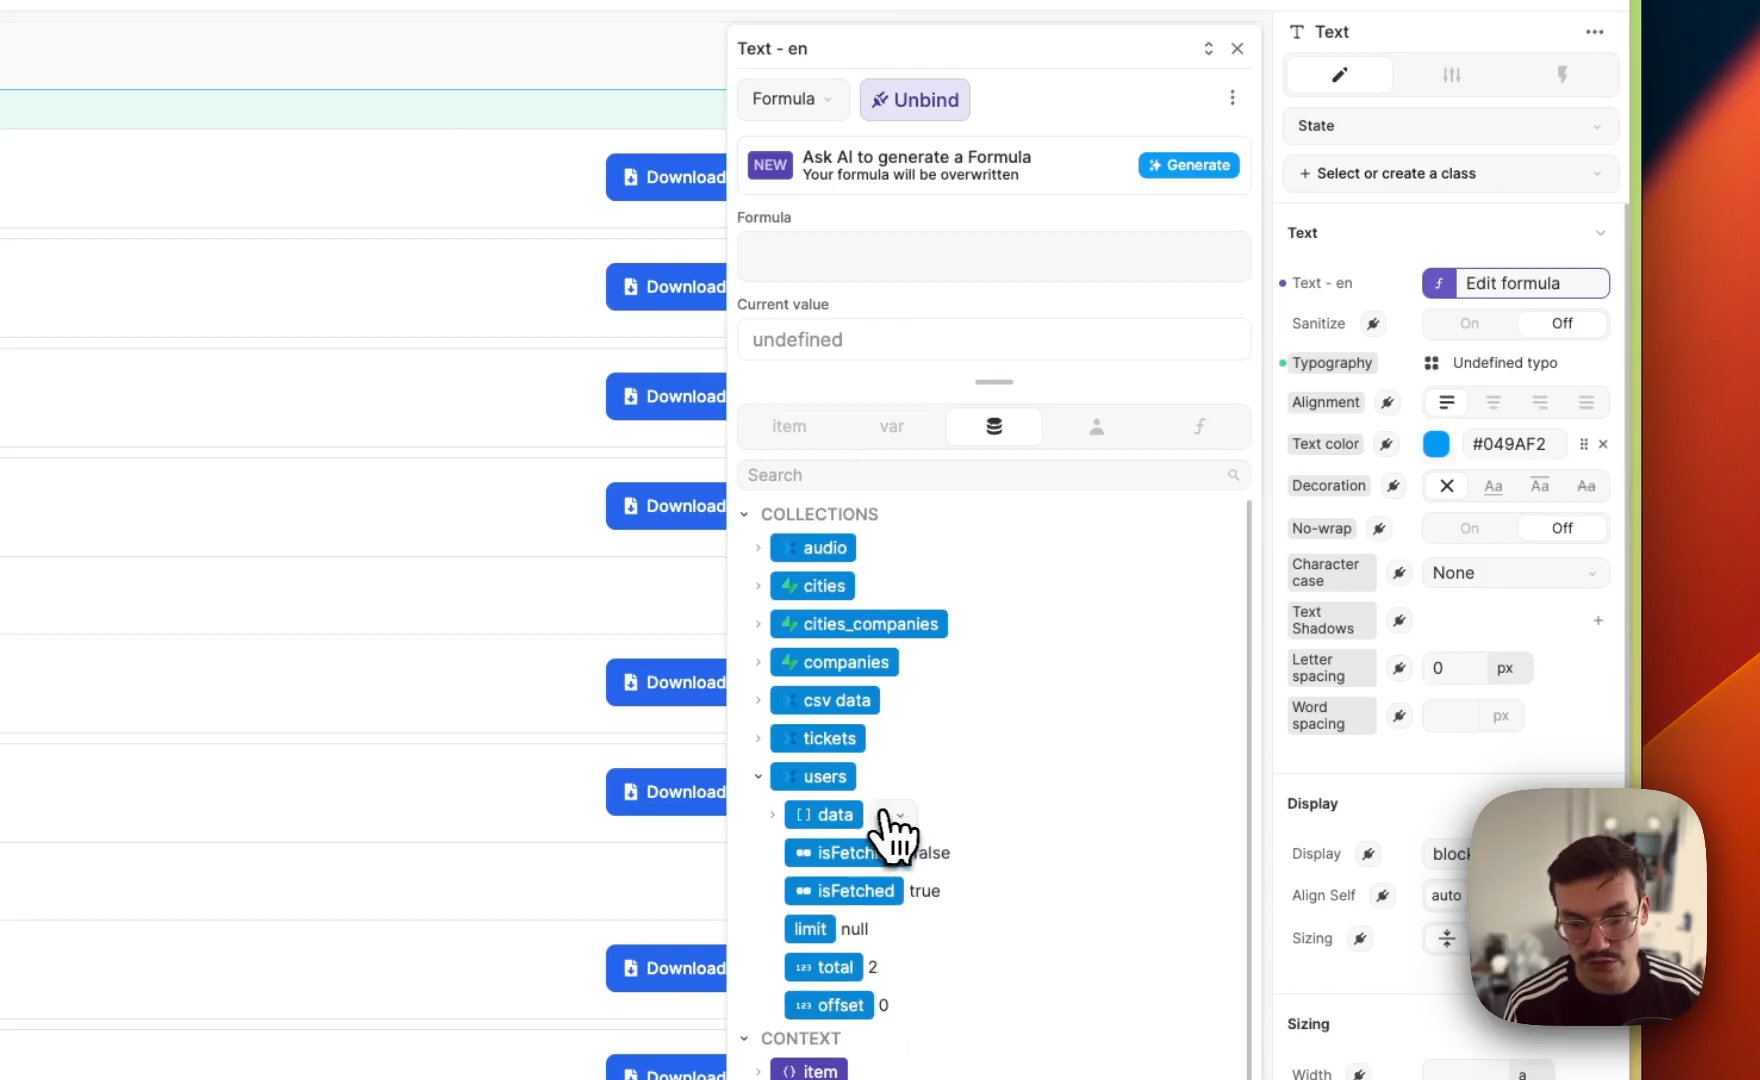 Text - en
Formula
Unbind
NEW
Ask AI to generate a Formula
Your formula will be overwritten
Generate
Formula
Current value
undefined
item
var
Search
COLLECTIONS
audio
cities
cities_companies
companies
csv data
tickets
users
[ ] data
isFetch
isFetched true
limit null
123 total 2
123 offset 0
CONTEXT
item
Download
Download
Download
Download
Download
Download
Download
Download
Text
State
+ Select or create a class
Text
Text - en
Edit formula
Sanitize
On
Off
Typography
Undefined typo
Alignment
Text color
#049AF2
Decoration
Aa
Aa
Aa
No-wrap
On
Off
Character
case
None
Text
Shadows
Letter
spacing
0
px
Word
spacing
px
Display
Display
block
Align Self
auto
Sizing
Sizing
Width
a